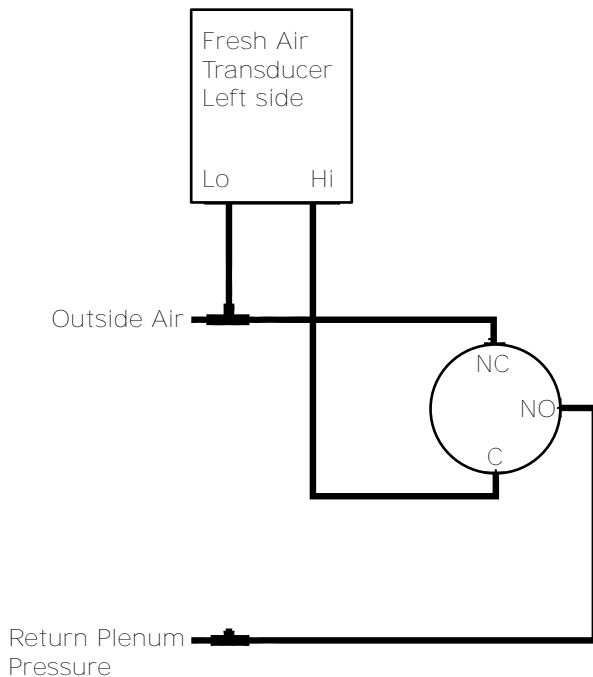 Fresh Air
Transducer
Left side
Lo
Hi
Outside Air
NC
NO
C
Return Plenum
Pressure